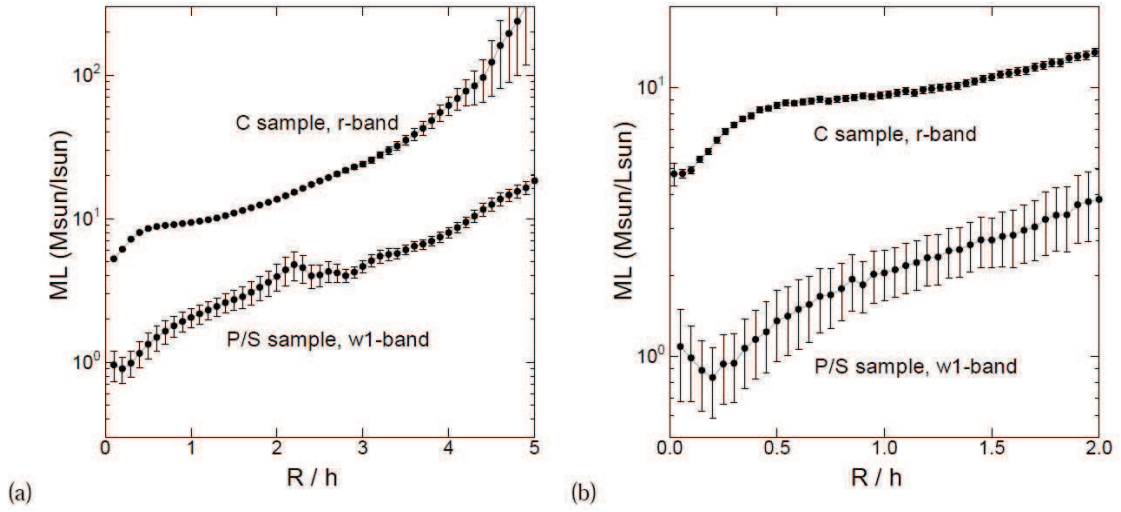 ML (Msun/lsun)
10²
10¹
10⁰
C sample, r-band
P/S sample, w1-band
0 1 2 3 4 5
R / h
(a)
ML (Msun/Lsun)
10¹
10⁰
C sample, r-band
P/S sample, w1-band
0.0 0.5 1.0 1.5 2.0
R / h
(b)